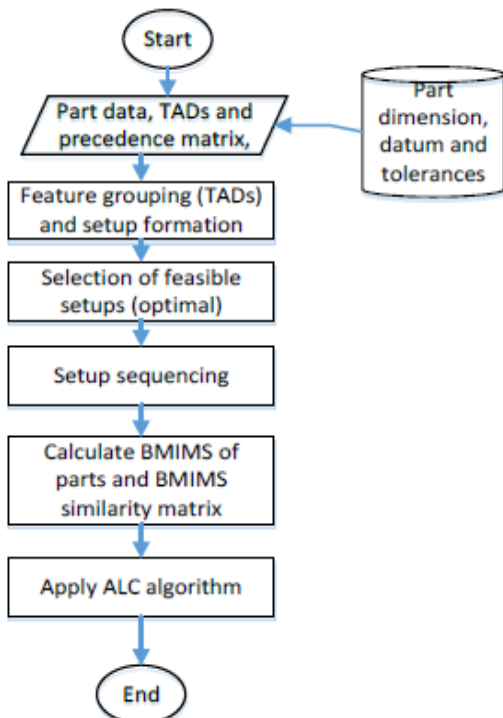 Start
Part data, TADs and
precedence matrix,
Part
dimension,
datum and
tolerances
Feature grouping (TADs)
and setup formation
Selection of feasible
setups (optimal)
Setup sequencing
Calculate BMIMS of
parts and BMIMS
similarity matrix
Apply ALC algorithm
End